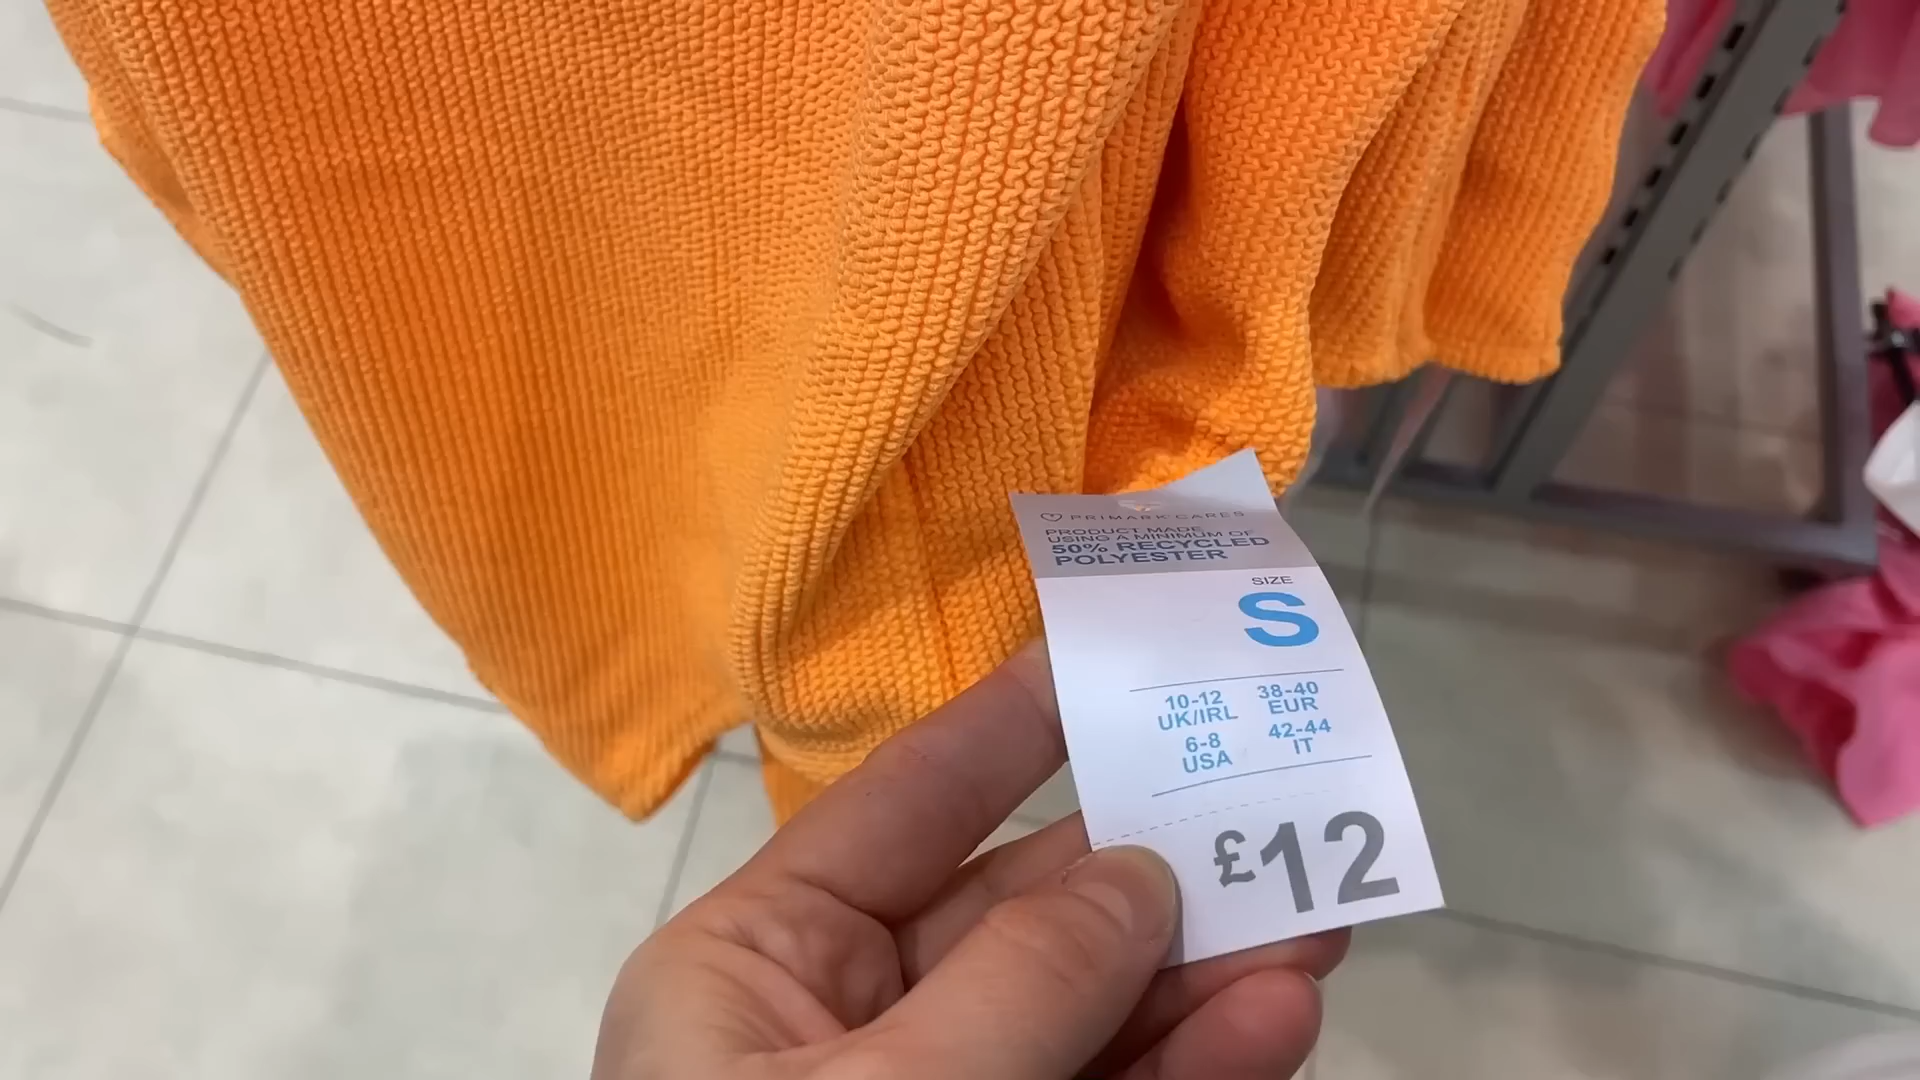 PRIMARK CARES
PRODUCT MADE
USING A MINIMUM OF
50% RECYCLED
POLYESTER
SIZE
S
10-12 38-40
UK/IRL EUR
6-8 42-44
USA IT
£12